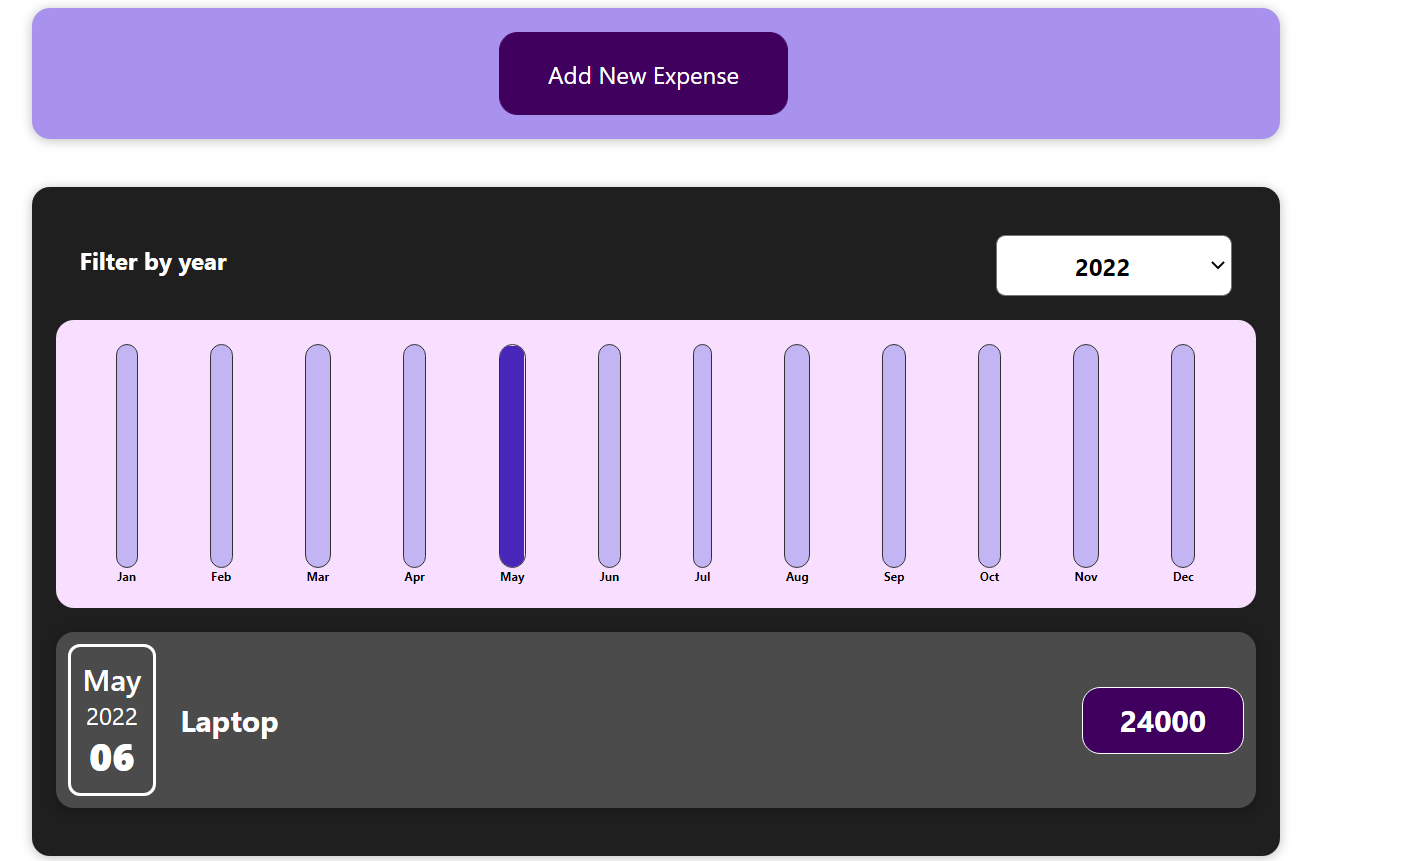 Add New Expense
Filter by year
2022
Jan Feb Mar Apr May Jun Jul Aug Sep Oct Nov Dec
May
2022
06
Laptop
24000